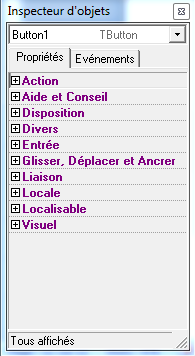 Inspecteur d'objets
Button1 TButton
Propriétés Evénements
Action
Aide et Conseil
Disposition
Divers
Entrée
Glisser, Déplacer et Ancrer
Liaison
Locale
Localisable
Visuel
Tous affichés